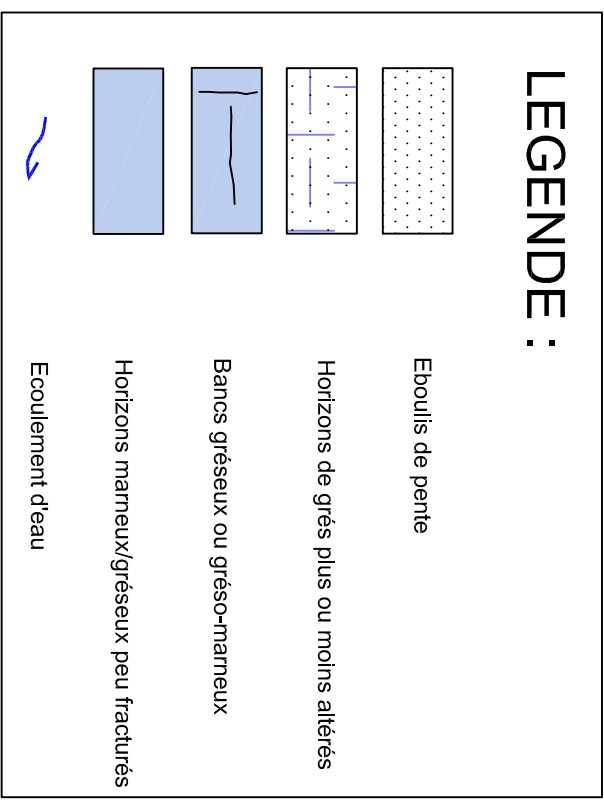 LEGENDE :
Eboulis de pente
Horizons de grés plus ou moins altérés
Bancs gréseux ou gréso-marneux
Horizons marneux/gréseux peu fracturés
Ecoulement d'eau